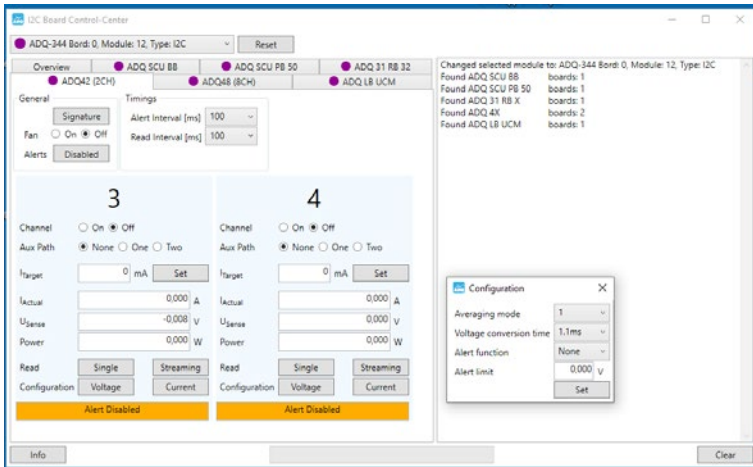 I2C Board Control-Center
ADQ-344 Bord: 0, Module: 12, Type: I2C
Reset
Overview
ADQ SCU 88
ADQ SCU PB 50
ADQ 31 RB 32
ADQ42 (2CH)
ADQ48 (8CH)
ADQ LB UCM
General
Timings
Signature
Alert Interval [ms] 100
Fan On Off
Read Interval [ms] 100
Alerts Disabled
3
Channel On Off
Aux Path None One Two
ITarget 0 mA Set
IActual 0,000 A
USense -0,008 V
Power 0,000 W
Read Single Streaming
Configuration Voltage Current
Alert Disabled
4
Channel On Off
Aux Path None One Two
ITarget 0 mA Set
IActual 0,000 A
USense 0,000 V
Power 0,000 W
Read Single Streaming
Configuration Voltage Current
Alert Disabled
Changed selected module to: ADQ-344 Bord: 0, Module: 12, Type: I2C
Found ADQ SCU 88 boards: 1
Found ADQ SCU PB 50 boards: 1
Found ADQ 31 RB X boards: 1
Found ADQ 4X boards: 2
Found ADQ LB UCM boards: 1
Configuration
Averaging mode 1
Voltage conversion time 1.1ms
Alert function None
Alert limit 0,000 V
Set
Info
Clear